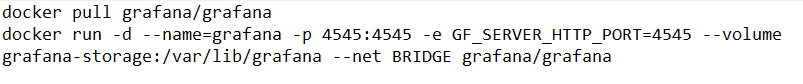 docker pull grafana/grafana
docker run -d --name=grafana -p 4545:4545 -e GF_SERVER_HTTP_PORT=4545 --volume
grafana-storage:/var/lib/grafana --net BRIDGE grafana/grafana